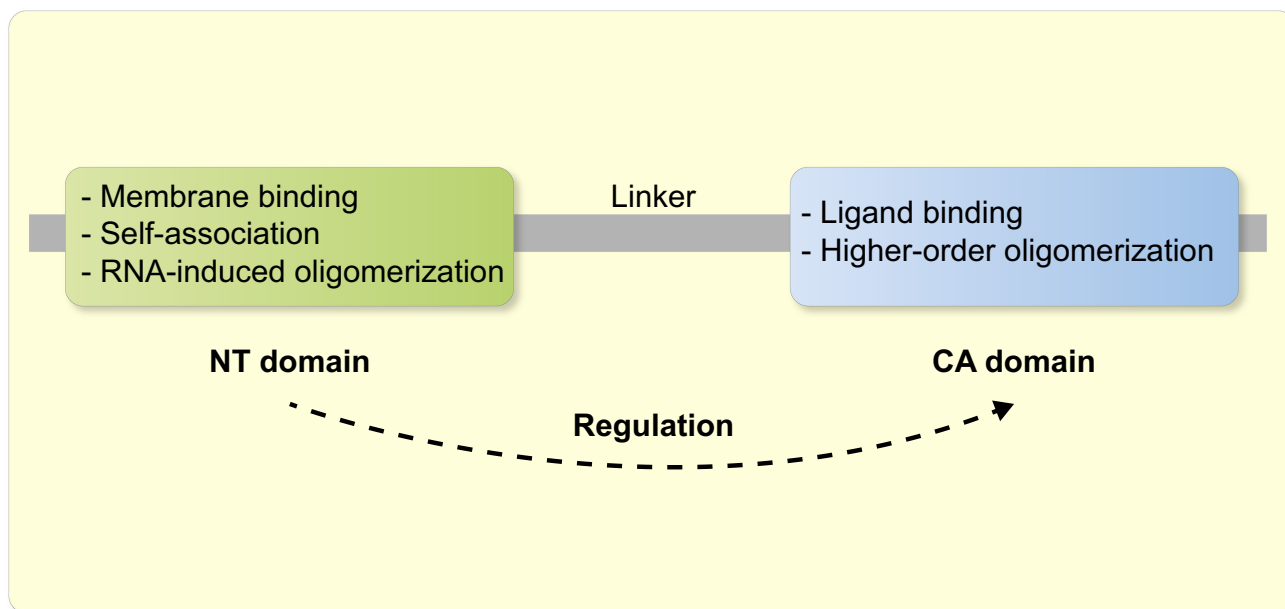 - Membrane binding
- Self-association
- RNA-induced oligomerization
Linker
- Ligand binding
- Higher-order oligomerization
NT domain
CA domain
Regulation